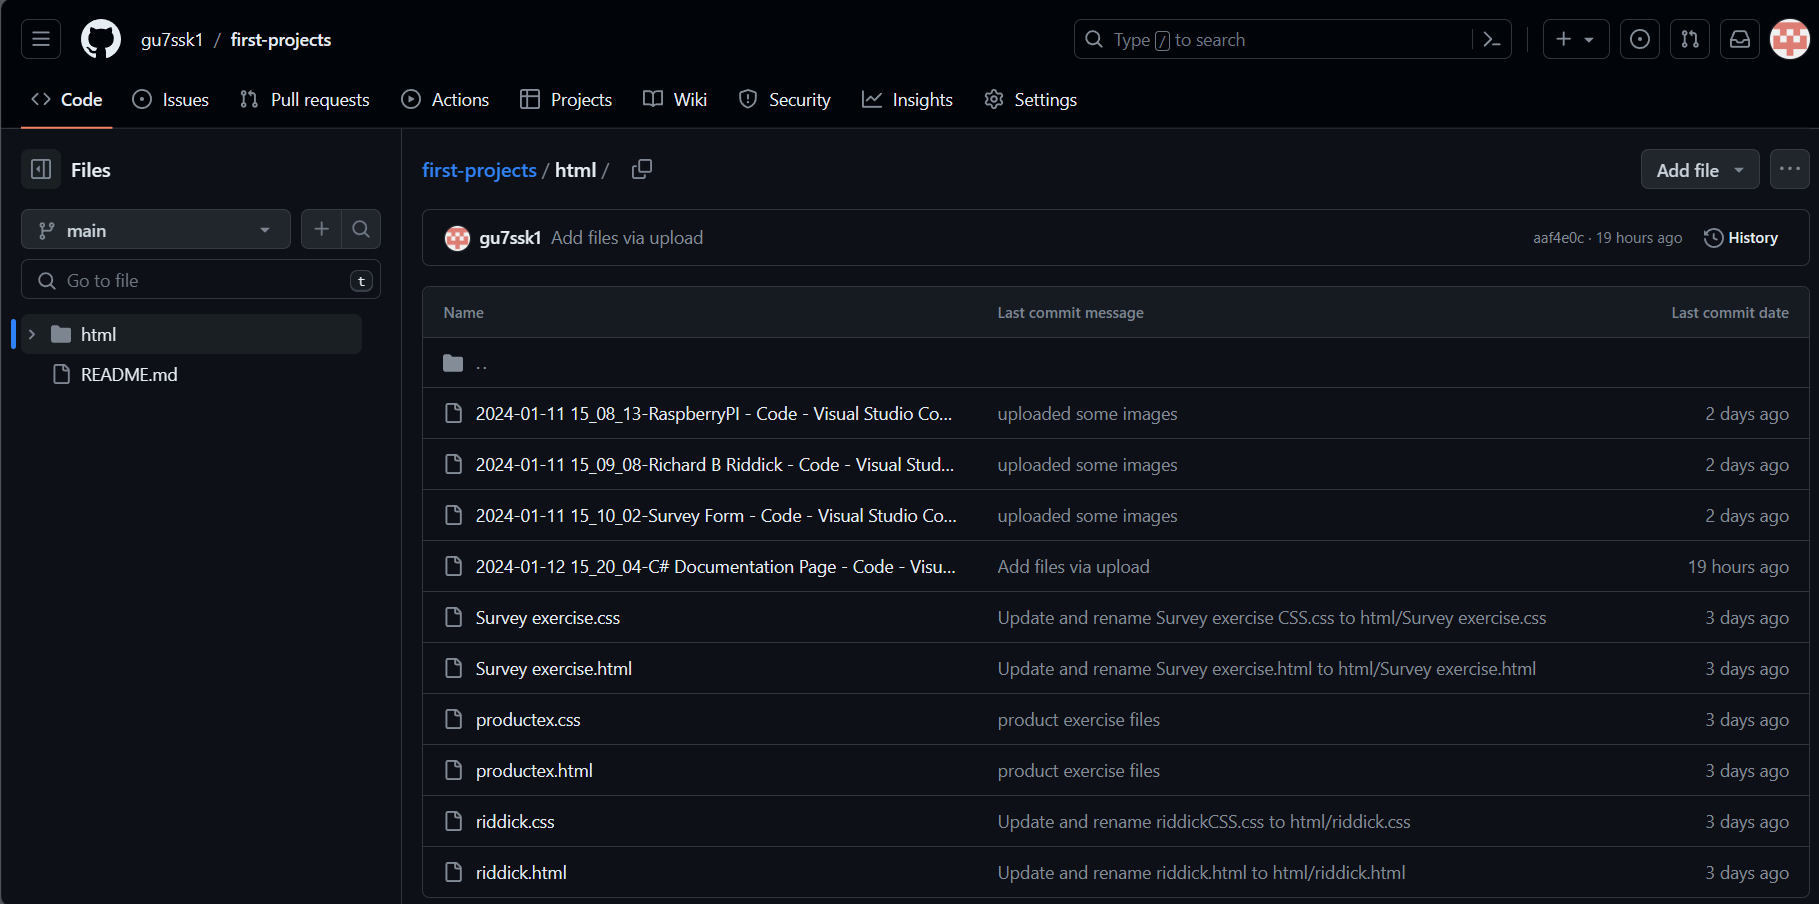 gu7ssk1 / first-projects
Type / to search
Code Issues Pull requests Actions Projects Wiki Security Insights Settings
Files
main
Go to file t
html
README.md
first-projects / html /
Add file
gu7ssk1 Add files via upload aaf4e0c · 19 hours ago History
Name Last commit message Last commit date
..
2024-01-11 15_08_13-RaspberryPI - Code - Visual Studio Co... uploaded some images 2 days ago
2024-01-11 15_09_08-Richard B Riddick - Code - Visual Stud... uploaded some images 2 days ago
2024-01-11 15_10_02-Survey Form - Code - Visual Studio Co... uploaded some images 2 days ago
2024-01-12 15_20_04-C# Documentation Page - Code - Visu... Add files via upload 19 hours ago
Survey exercise.css Update and rename Survey exercise CSS.css to html/Survey exercise.css 3 days ago
Survey exercise.html Update and rename Survey exercise.html to html/Survey exercise.html 3 days ago
productex.css product exercise files 3 days ago
productex.html product exercise files 3 days ago
riddick.css Update and rename riddickCSS.css to html/riddick.css 3 days ago
riddick.html Update and rename riddick.html to html/riddick.html 3 days ago